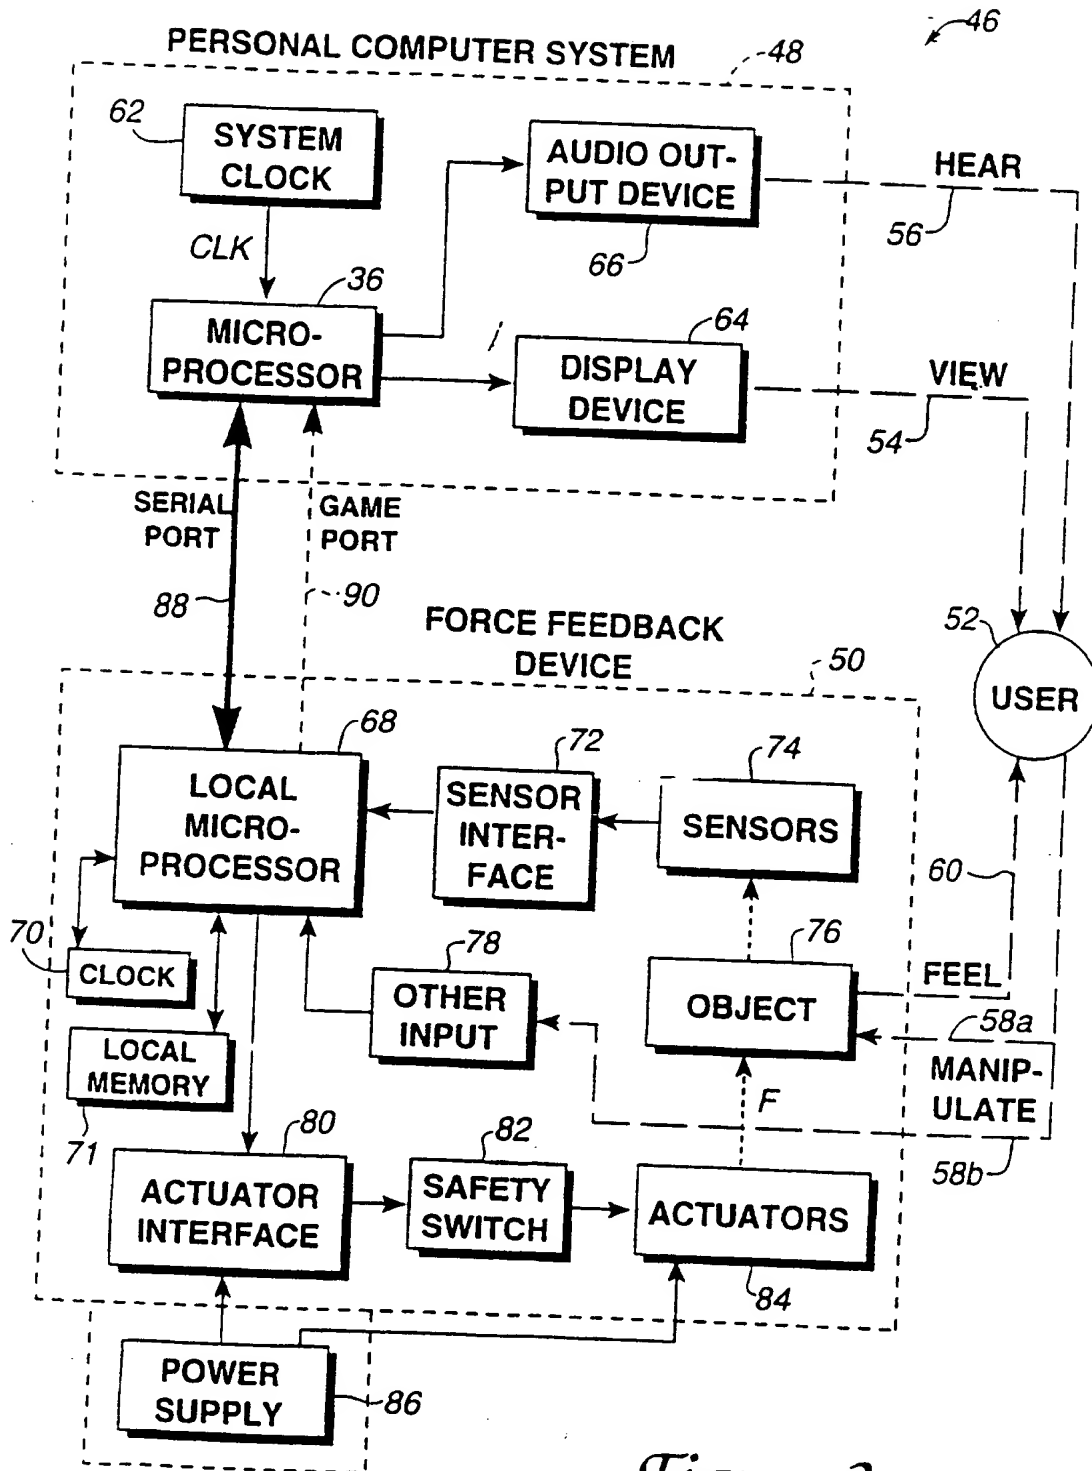 46
PERSONAL COMPUTER SYSTEM
48
62
SYSTEM
CLOCK
AUDIO OUT-
PUT DEVICE
HEAR
56
CLK
66
36
MICRO-
PROCESSOR
64
DISPLAY
DEVICE
VIEW
54
SERIAL
PORT
GAME
PORT
88
90
FORCE FEEDBACK
DEVICE
50
52
USER
68
LOCAL
MICRO-
PROCESSOR
72
SENSOR
INTER-
FACE
74
SENSORS
60
70
CLOCK
78
OTHER
INPUT
76
OBJECT
FEEL
58a
LOCAL
MEMORY
71
MANIP-
ULATE
F
58b
80
ACTUATOR
INTERFACE
82
SAFETY
SWITCH
ACTUATORS
84
POWER
SUPPLY
86